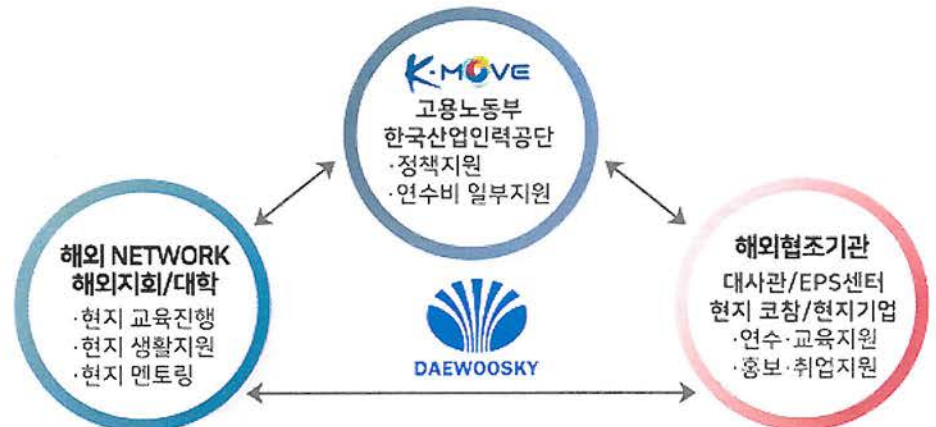 K·MOVE
고용노동부
한국산업인력공단
·정책지원
·연수비 일부지원
해외 NETWORK
해외지회/대학
·현지 교육진행
·현지 생활지원
·현지 멘토링
해외협조기관
대사관/EPS센터
현지 코참/현지기업
·연수·교육지원
·홍보·취업지원
DAEWOOSKY